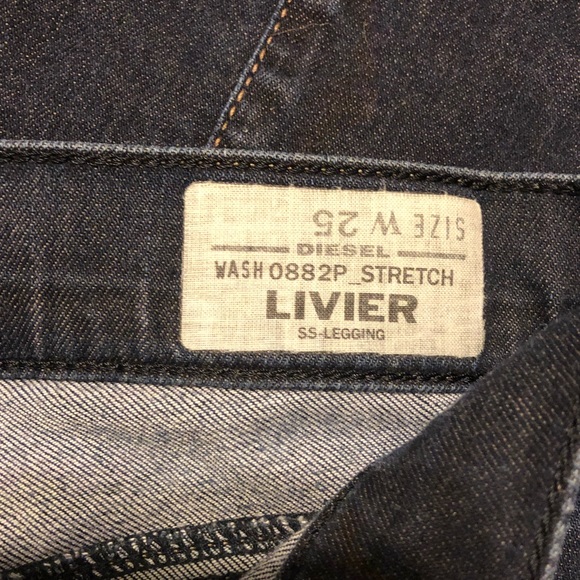 SIZE W 25
DIESEL
WASH 0882P_STRETCH
LIVIER
SS-LEGGING